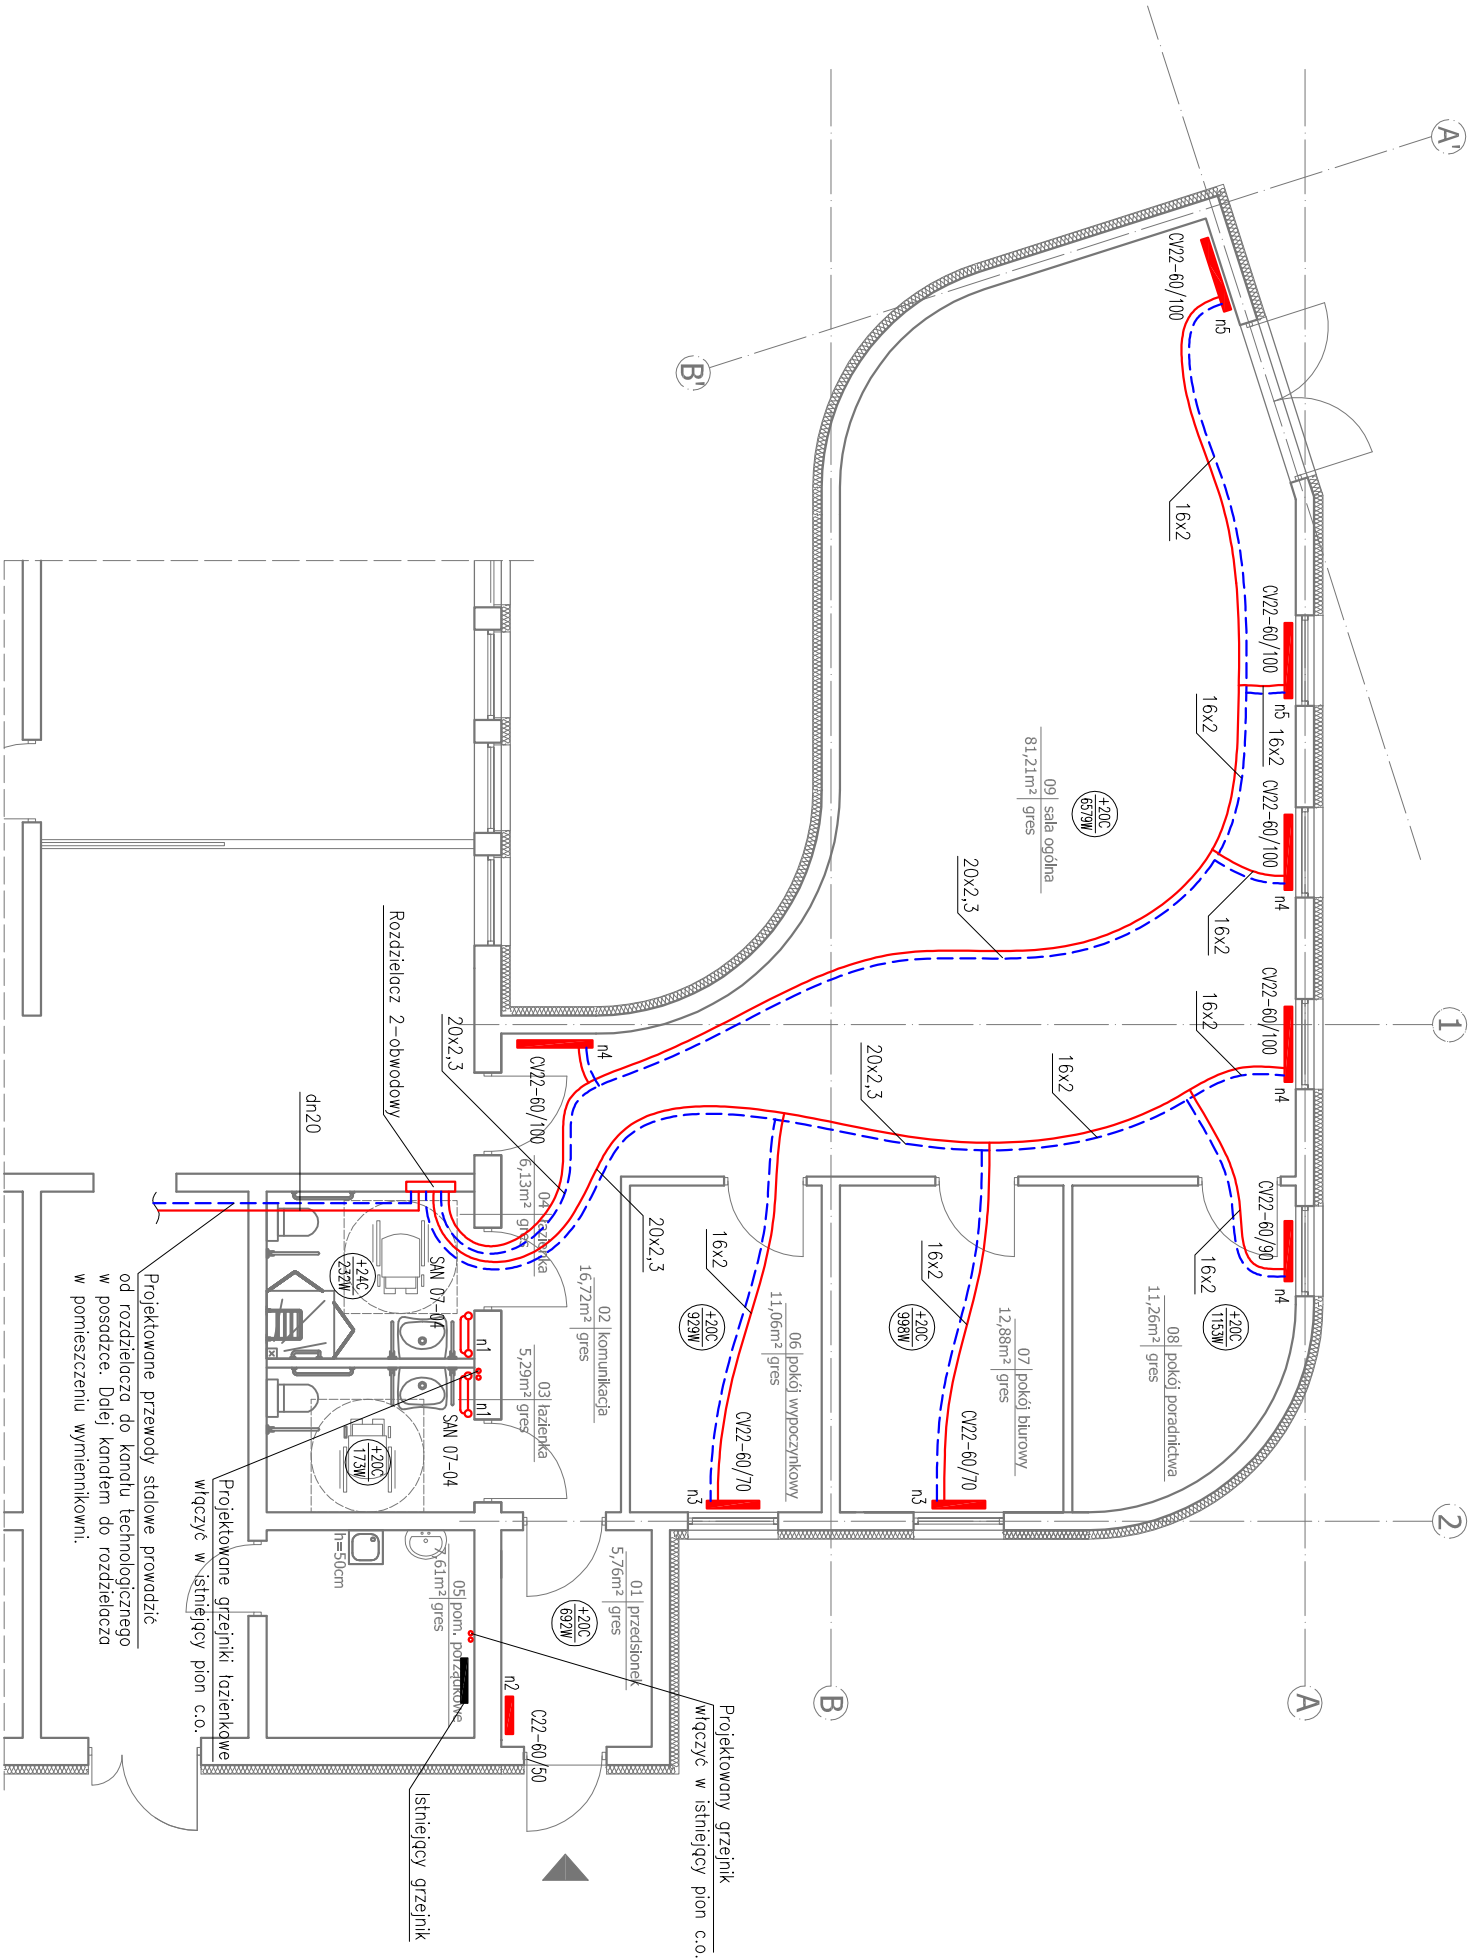 A'
B'
1
2
A
B
CV22-60/100
n5
16x2
CV22-60/100
n5
16x2
16x2
CV22-60/100
n4
16x2
09 sala ogólna
81,21m² gres
+20C
6579W
20x2,3
CV22-60/100
n4
16x2
16x2
20x2,3
CV22-60/90
n4
16x2
08 pokój poradnictwa
11,26m² gres
+20C
1153W
07 pokój biurowy
12,88m² gres
+20C
998W
16x2
CV22-60/70
n3
06 pokój wypoczynkowy
11,06m² gres
+20C
929W
16x2
CV22-60/70
n3
n4
CV22-60/100
20x2,3
20x2,3
Rozdzielacz 2-obwodowy
dn20
02 komunikacja
16,72m² gres
04 łazienka
6,13m² gres
+24C
232W
SAN 07-04
n1
03 łazienka
5,29m² gres
+20C
173W
SAN 07-04
n1
01 przedsionek
5,76m² gres
+20C
692W
n2
C22-60/50
05 pom. porządkowe
7,61m² gres
h=50cm
Projektowane przewody stalowe prowadzić
od rozdzielacza do kanału technologicznego
w posadzce. Dalej kanałem do rozdzielacza
w pomieszczeniu wymiennikowni.
Projektowane grzejniki łazienkowe
włączyć w istniejący pion c.o.
Istniejący grzejnik
Projektowany grzejnik
włączyć w istniejący pion c.o.